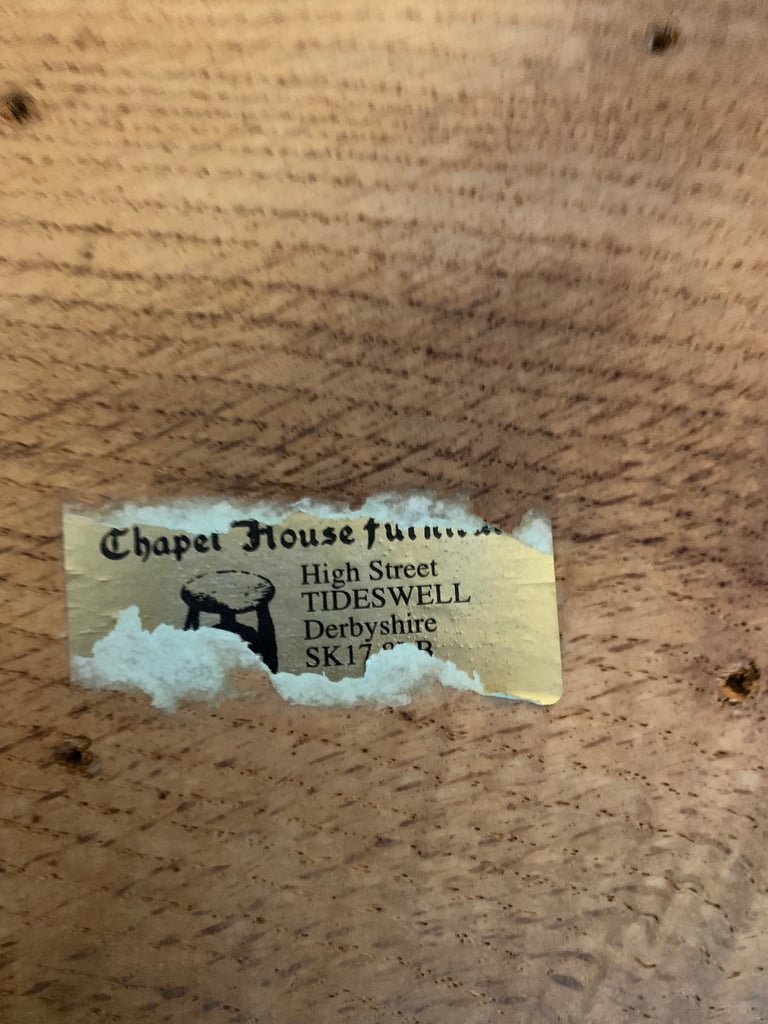 Chapel House
High Street
TIDESWELL
Derbyshire
SK17